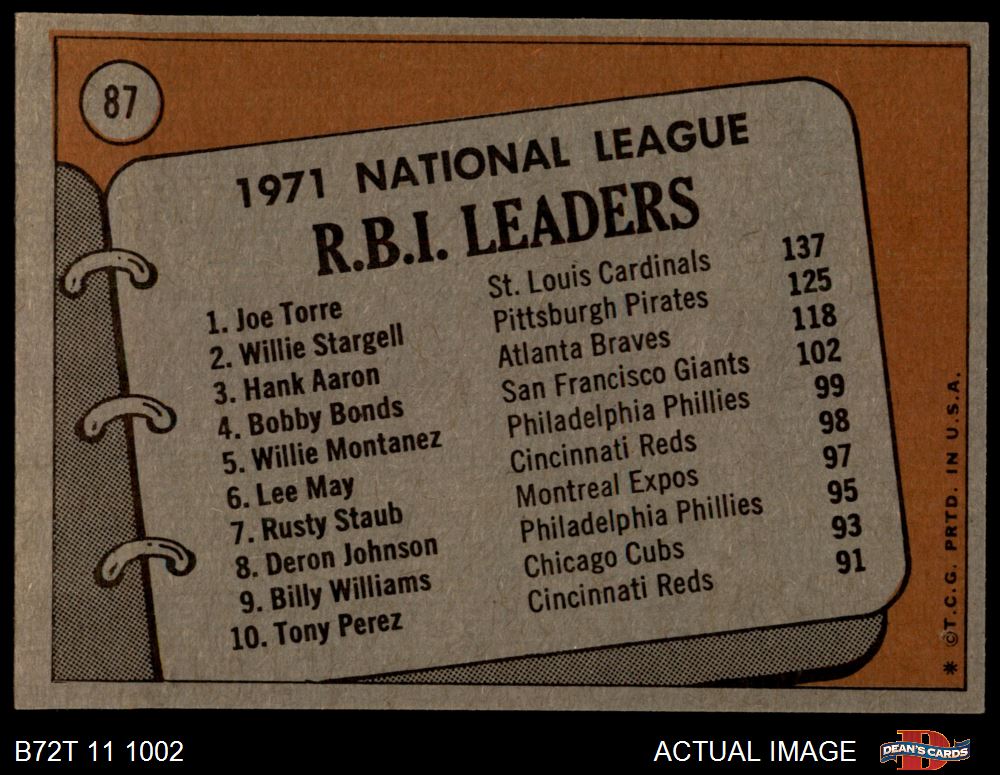 87
1971 NATIONAL LEAGUE
R.B.I. LEADERS
1. Joe Torre St. Louis Cardinals 137
2. Willie Stargell Pittsburgh Pirates 125
3. Hank Aaron Atlanta Braves 118
4. Bobby Bonds San Francisco Giants 102
5. Willie Montanez Philadelphia Phillies 99
6. Lee May Cincinnati Reds 98
7. Rusty Staub Montreal Expos 97
8. Deron Johnson Philadelphia Phillies 95
9. Billy Williams Chicago Cubs 93
10. Tony Perez Cincinnati Reds 91
* ©T.C.G. PRTD. IN U.S.A.
B72T 11 1002 ACTUAL IMAGE
D
DEAN'S CARDS